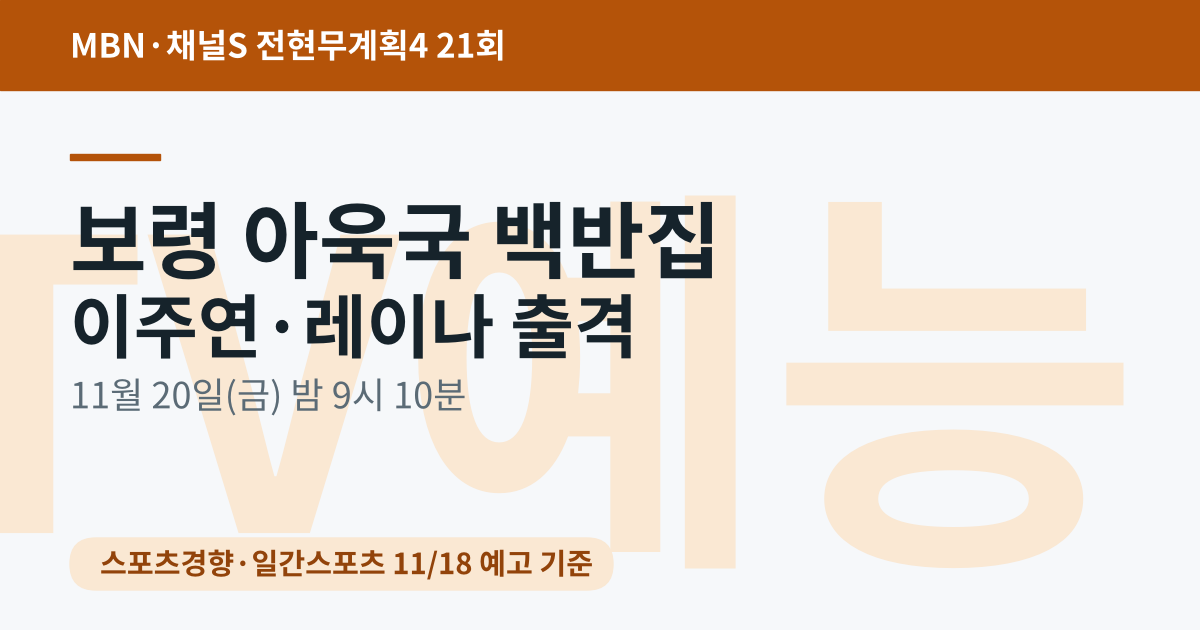 MBN·채널S 전현무계획4 21회
보령 아욱국 백반집
이주연·레이나 출격
11월 20일(금) 밤 9시 10분
TV예능
스포츠경향·일간스포츠 11/18 예고 기준